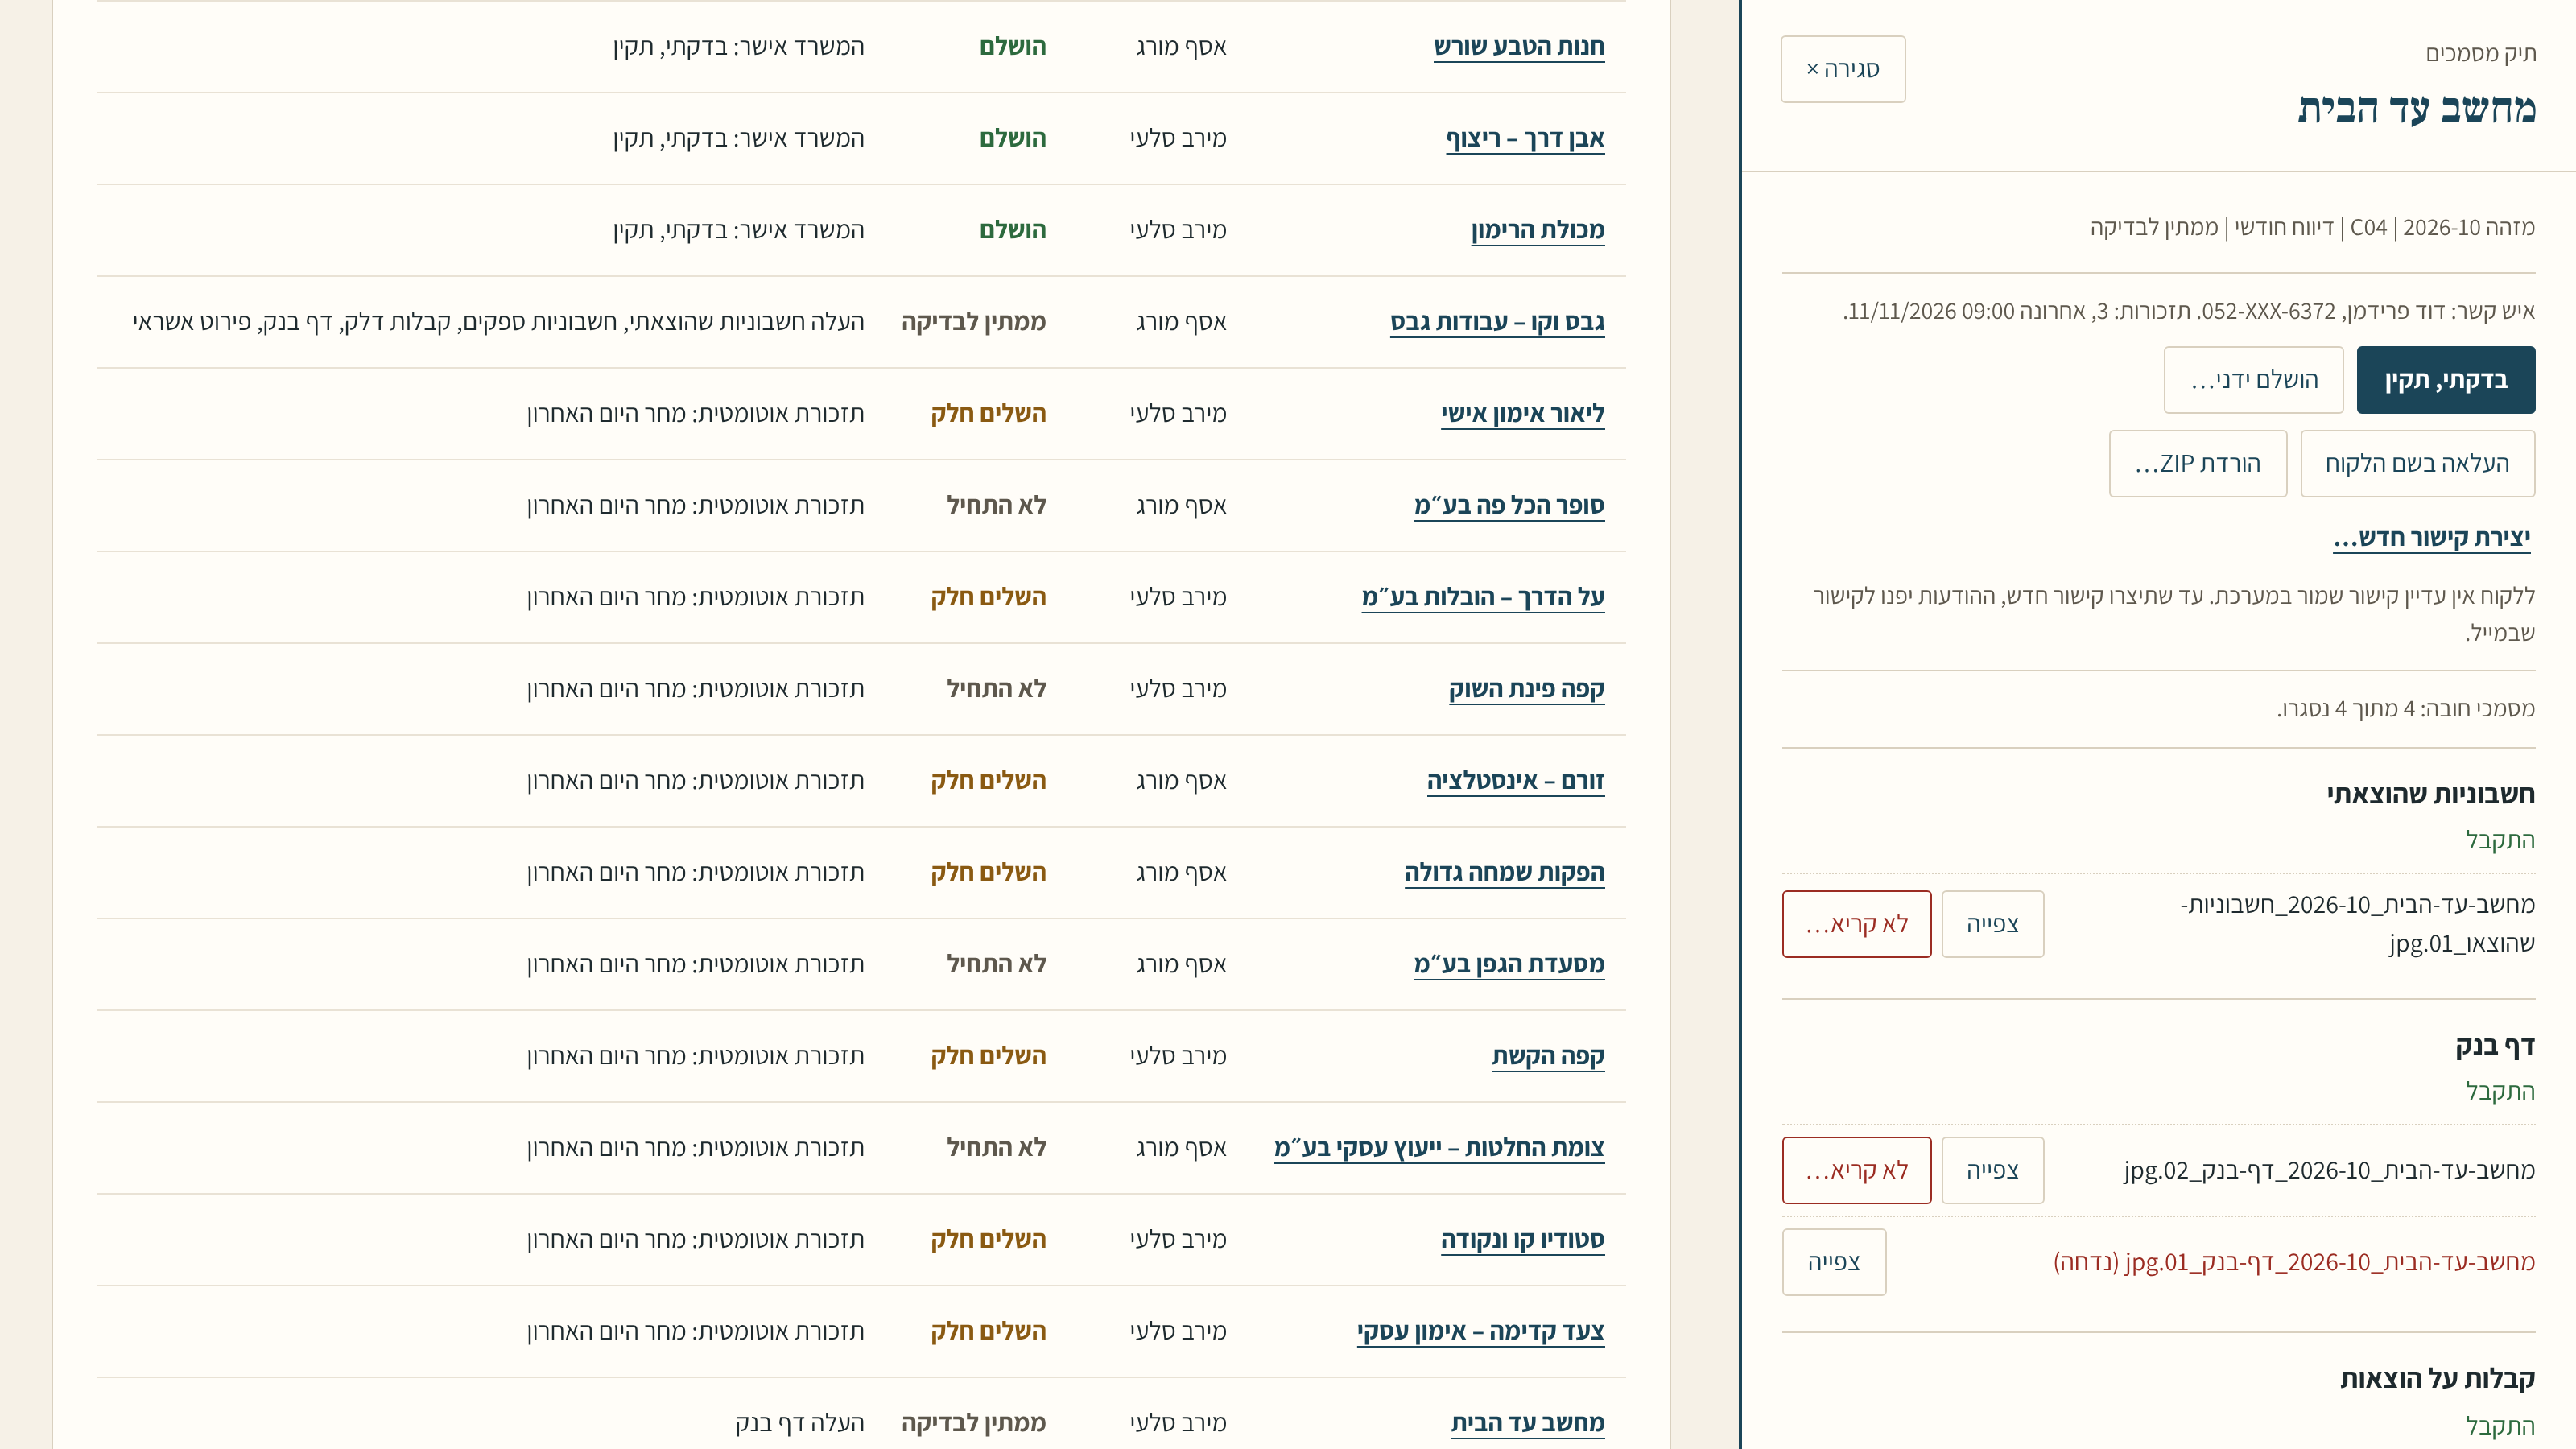 תיק מסמכים
מחשב עד הבית
סגירה ×
מזהה C04 | 2026-10 | דיווח חודשי | ממתין לבדיקה
איש קשר: דוד פרידמן, 052-XXX-6372. תזכורות: 3, אחרונה 11/11/2026 09:00.
בדקתי, תקין
הושלם ידני…
העלאה בשם הלקוח
הורדת ZIP…
יצירת קישור חדש…
ללקוח אין עדיין קישור שמור במערכת. עד שתיצרו קישור חדש, ההודעות יפנו לקישור
שבמייל.
מסמכי חובה: 4 מתוך 4 נסגרו.
חשבוניות שהוצאתי
התקבל
מחשב-עד-הבית_2026-10_חשבוניות-
שהוצאו_01.jpg
צפייה
לא קריא…
דף בנק
התקבל
מחשב-עד-הבית_2026-10_דף-בנק_02.jpg
צפייה
לא קריא…
מחשב-עד-הבית_2026-10_דף-בנק_01.jpg (נדחה)
צפייה
קבלות על הוצאות
התקבל
חנות הטבע שורש אסף מורג הושלם המשרד אישר: בדקתי, תקין
אבן דרך – ריצוף מירב סלעי הושלם המשרד אישר: בדקתי, תקין
מכולת הרימון מירב סלעי הושלם המשרד אישר: בדקתי, תקין
גבס וקו – עבודות גבס אסף מורג ממתין לבדיקה העלה חשבוניות שהוצאתי, חשבוניות ספקים, קבלות דלק, דף בנק, פירוט אשראי
ליאור אימון אישי מירב סלעי השלים חלק תזכורת אוטומטית: מחר היום האחרון
סופר הכל פה בע״מ אסף מורג לא התחיל תזכורת אוטומטית: מחר היום האחרון
על הדרך – הובלות בע״מ מירב סלעי השלים חלק תזכורת אוטומטית: מחר היום האחרון
קפה פינת השוק מירב סלעי לא התחיל תזכורת אוטומטית: מחר היום האחרון
זורם – אינסטלציה אסף מורג השלים חלק תזכורת אוטומטית: מחר היום האחרון
הפקות שמחה גדולה אסף מורג השלים חלק תזכורת אוטומטית: מחר היום האחרון
מסעדת הגפן בע״מ אסף מורג לא התחיל תזכורת אוטומטית: מחר היום האחרון
קפה הקשת מירב סלעי השלים חלק תזכורת אוטומטית: מחר היום האחרון
צומת החלטות – ייעוץ עסקי בע״מ אסף מורג לא התחיל תזכורת אוטומטית: מחר היום האחרון
סטודיו קו ונקודה מירב סלעי השלים חלק תזכורת אוטומטית: מחר היום האחרון
צעד קדימה – אימון עסקי מירב סלעי השלים חלק תזכורת אוטומטית: מחר היום האחרון
מחשב עד הבית מירב סלעי ממתין לבדיקה העלה דף בנק